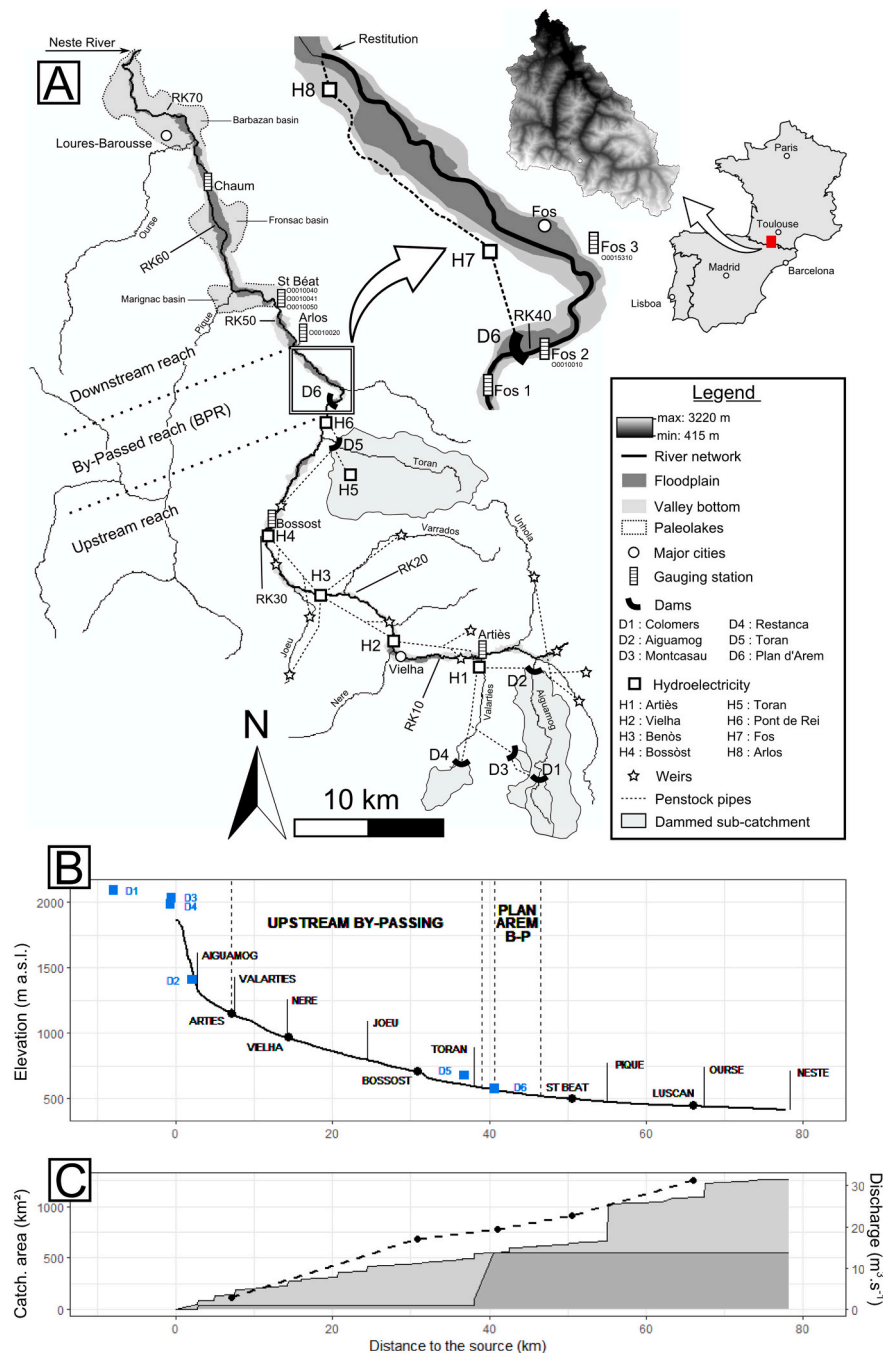 Neste River
A
Restitution
H8
RK70
Barbazan basin
Loures-Barousse
Ourse
Chaum
Fronsac basin
RK60
St Béat
O0010040
O0010041
O0010050
Marignac basin
Pique
RK50
Arlos
O0010020
Fos
Fos 3
O0015310
H7
RK40
D6
Fos 2
O0010010
Fos 1
Paris
Toulouse
Madrid
Barcelona
Lisboa
Downstream reach
By-Passed reach (BPR)
Upstream reach
D6
H6
D5
Toran
H5
Bossost
H4
Varrados
Unhola
RK20
H3
RK30
Joeu
H2
Vielha
Artiès
H1
D2
RK10
Nere
Valarties
Aiguamog
D4
D3
D1
N
10 km
Legend
max: 3220 m
min: 415 m
River network
Floodplain
Valley bottom
Paleolakes
Major cities
Gauging station
Dams
D1 : Colomers D4 : Restanca
D2 : Aiguamog D5 : Toran
D3 : Montcasau D6 : Plan d'Arem
Hydroelectricity
H1 : Artiès H5 : Toran
H2 : Vielha H6 : Pont de Rei
H3 : Benòs H7 : Fos
H4 : Bossòst H8 : Arlos
Weirs
Penstock pipes
Dammed sub-catchment
B
Elevation (m a.s.l.)
2000
1500
1000
500
D1
D3
D4
D2
UPSTREAM BY-PASSING
PLAN
AREM
B-P
AIGUAMOG
VALARTIES
ARTIES
NERE
VIELHA
JOEU
BOSSOST
TORAN
D5
D6
ST BEAT
PIQUE
LUSCAN
OURSE
NESTE
0 20 40 60 80
C
Catch. area (km²)
1000
500
0
Discharge (m³.s⁻¹)
30
20
10
0
0 20 40 60 80
Distance to the source (km)